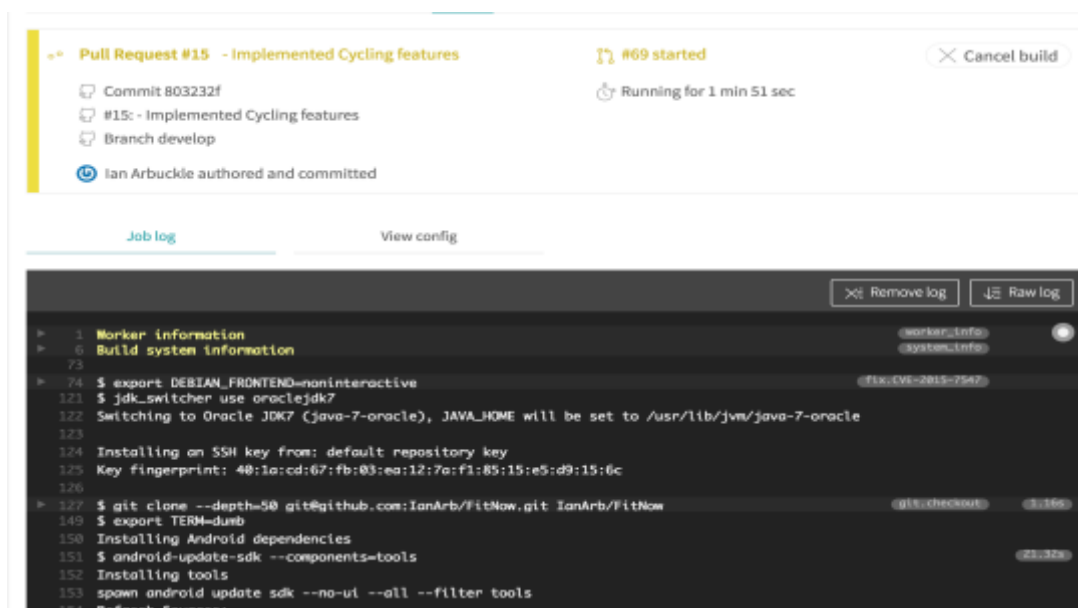 Pull Request #15 - Implemented Cycling features
#69 started
Cancel build
Commit 803232f
Running for 1 min 51 sec
#15: - Implemented Cycling features
Branch develop
Ian Arbuckle authored and committed
Job log
View config
Remove log
Raw log
1 Worker information worker_info
6 Build system information system_info
73
74 $ export DEBIAN_FRONTEND=noninteractive fix.CVE-2015-7547
121 $ jdk_switcher use oraclejdk7
122 Switching to Oracle JDK7 (java-7-oracle), JAVA_HOME will be set to /usr/lib/jvm/java-7-oracle
123
124 Installing an SSH key from: default repository key
125 Key fingerprint: 40:1a:cd:67:fb:03:ea:12:7a:f1:85:15:e5:d9:15:6c
126
127 $ git clone --depth=50 git@github.com:IanArb/FitNow.git IanArb/FitNow git.checkout 1.16s
149 $ export TERM=dumb
150 Installing Android dependencies
151 $ android-update-sdk --components=tools 21.32s
152 Installing tools
153 spawn android update sdk --no-ui --all --filter tools